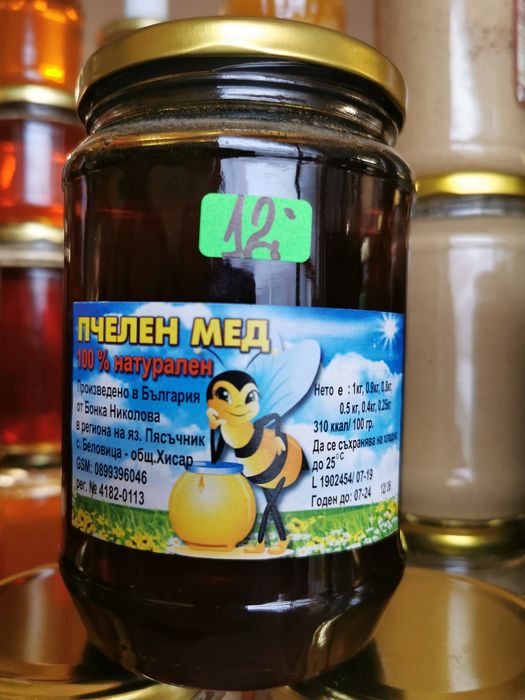 12.
ПЧЕЛЕН МЕД
100 % натурален
Произведено в България
от Бонка Николова
в региона на яз. Пясъчник
с. Беловица - общ.Хисар
GSM: 0899396046
рег. № 4182-0113
Нето е : 1кг, 0.9кг, 0.8кг,
0.5 кг, 0.4кг, 0.25кг
310 ккал/ 100 гр.
Да се съхранява на хладно
до 25°C
L 1902454/ 07-19
Годен до: 07-24